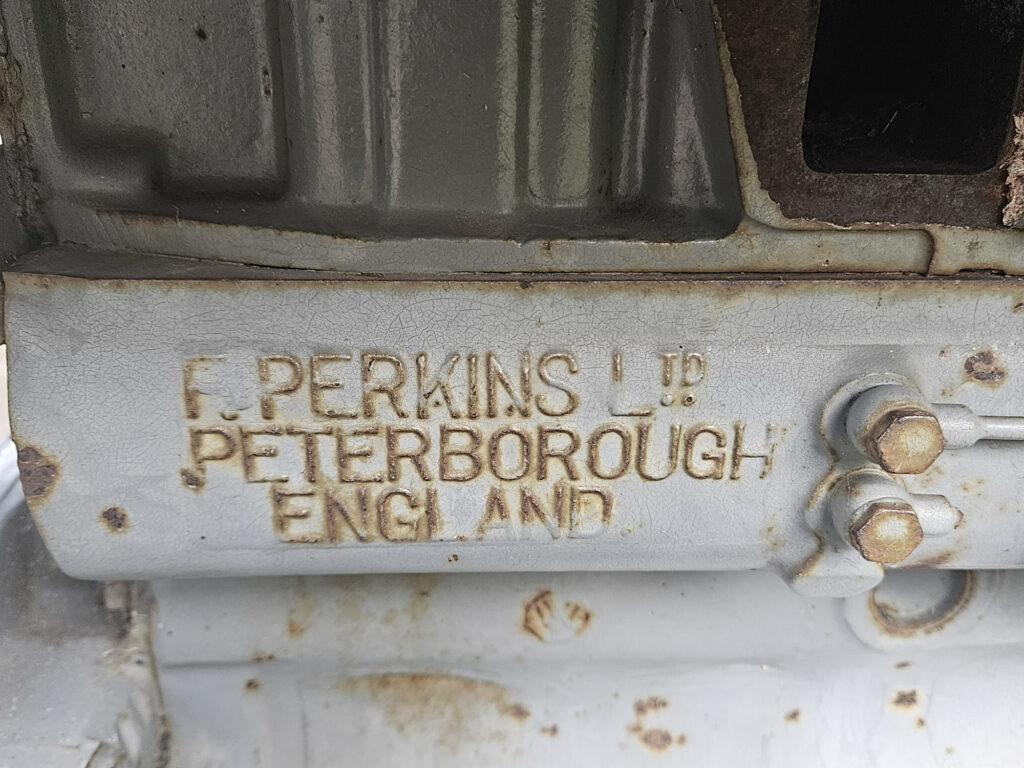 F. PERKINS LTD
PETERBOROUGH
ENGLAND